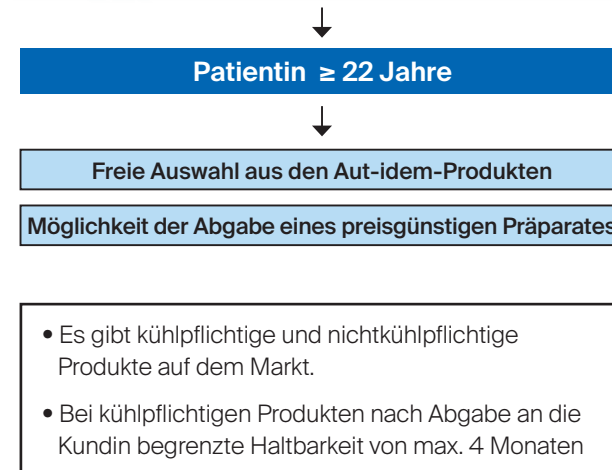 Patientin ≥ 22 Jahre
Freie Auswahl aus den Aut-idem-Produkten
Möglichkeit der Abgabe eines preisgünstigen Präparates
• Es gibt kühlpflichtige und nichtkühlpflichtige
Produkte auf dem Markt.
• Bei kühlpflichtigen Produkten nach Abgabe an die
Kundin begrenzte Haltbarkeit von max. 4 Monaten